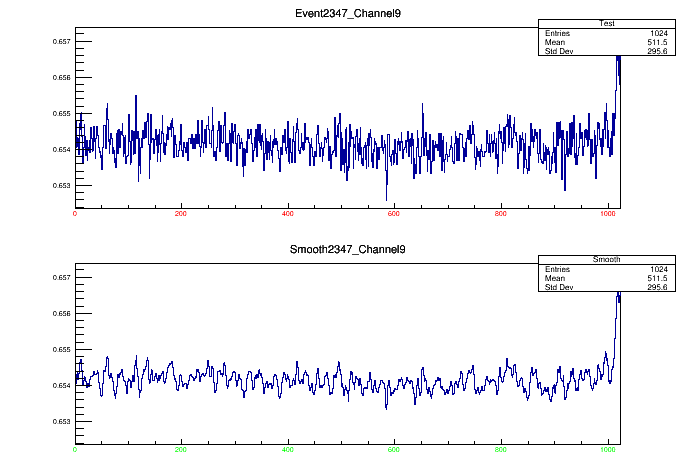 Event2347_Channel9
Test
Entries 1024
Mean 511.5
Std Dev 295.6
0.657
0.656
0.655
0.654
0.653
0 200 400 600 800 1000
Smooth2347_Channel9
Smooth
Entries 1024
Mean 511.5
Std Dev 295.6
0.657
0.656
0.655
0.654
0.653
0 200 400 600 800 1000